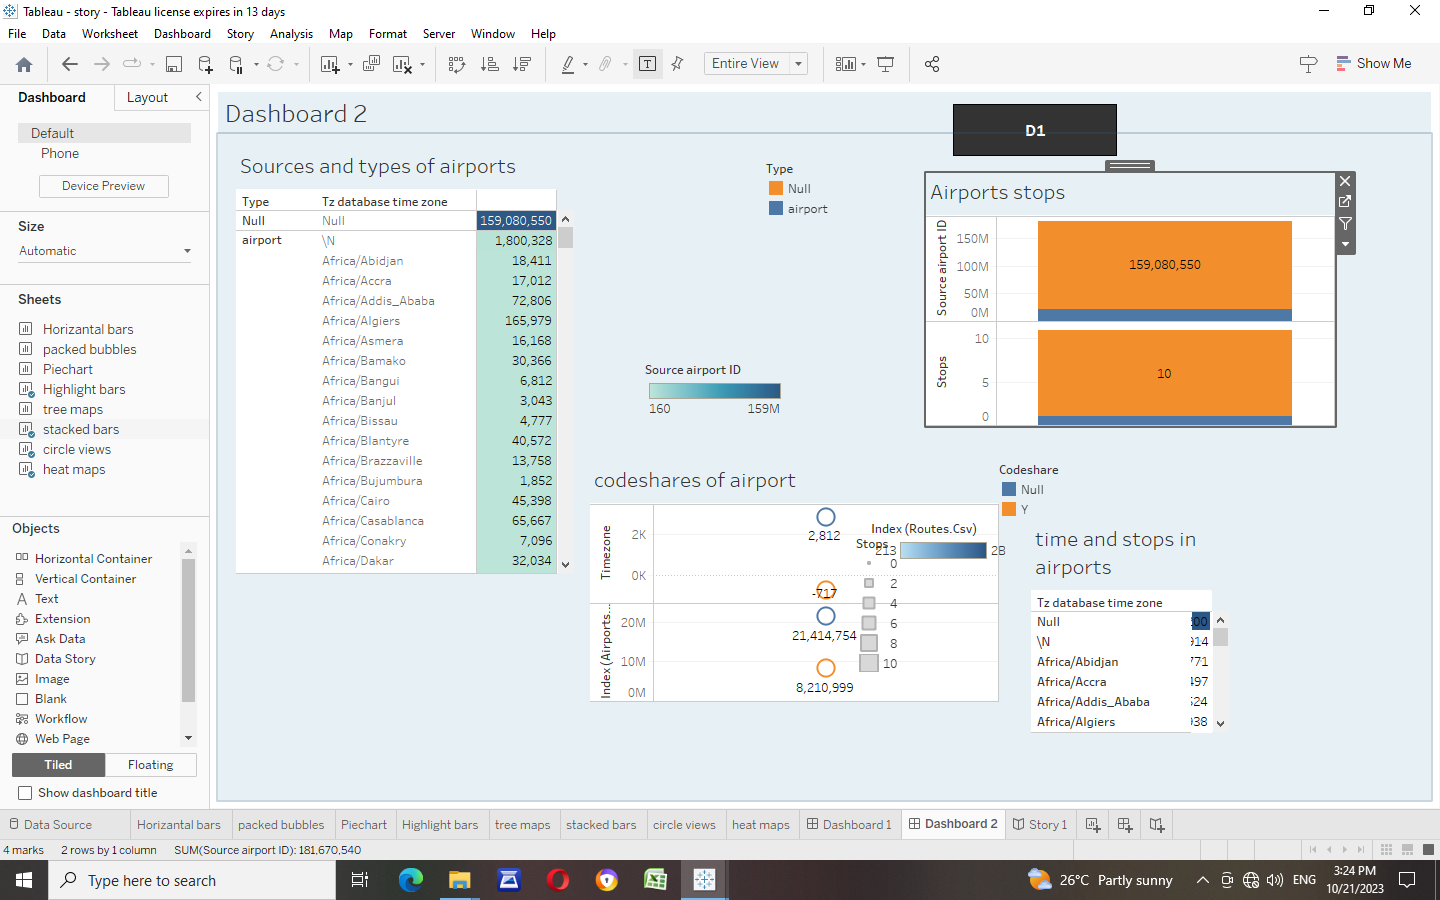 Tableau - story - Tableau license expires in 13 days
File Data Worksheet Dashboard Story Analysis Map Format Server Window Help
Entire View
Show Me
Dashboard Layout
Default
Phone
Device Preview
Size
Automatic
Sheets
Horizantal bars
packed bubbles
Piechart
Highlight bars
tree maps
stacked bars
circle views
heat maps
Objects
Horizontal Container
Vertical Container
Text
Extension
Ask Data
Data Story
Image
Blank
Workflow
Web Page
Tiled Floating
Show dashboard title
Dashboard 2
D1
Sources and types of airports
Type Tz database time zone
Null Null 159,080,550
airport \N 1,800,328
Africa/Abidjan 18,411
Africa/Accra 17,012
Africa/Addis_Ababa 72,806
Africa/Algiers 165,979
Africa/Asmera 16,168
Africa/Bamako 30,366
Africa/Bangui 6,812
Africa/Banjul 3,043
Africa/Bissau 4,777
Africa/Blantyre 40,572
Africa/Brazzaville 13,758
Africa/Bujumbura 1,852
Africa/Cairo 45,398
Africa/Casablanca 65,667
Africa/Conakry 7,096
Africa/Dakar 32,034
Type
Null
airport
Source airport ID
160 159M
Airports stops
Source airport ID
150M
100M
50M
0M
159,080,550
Stops
10
5
0
10
codeshares of airport
Timezone
2K
0K
2,812
-717
Index (Airports...
20M
10M
0M
21,414,754
8,210,999
Index (Routes.Csv)
213 28
Stops
0
2
4
6
8
10
Codeshare
Null
Y
time and stops in
airports
Tz database time zone
Null 00
\N 914
Africa/Abidjan 771
Africa/Accra 497
Africa/Addis_Ababa 524
Africa/Algiers 38
Data Source Horizantal bars packed bubbles Piechart Highlight bars tree maps stacked bars circle views heat maps Dashboard 1 Dashboard 2 Story 1
4 marks 2 rows by 1 column SUM(Source airport ID): 181,670,540
Type here to search
26°C Partly sunny
ENG
3:24 PM
10/21/2023